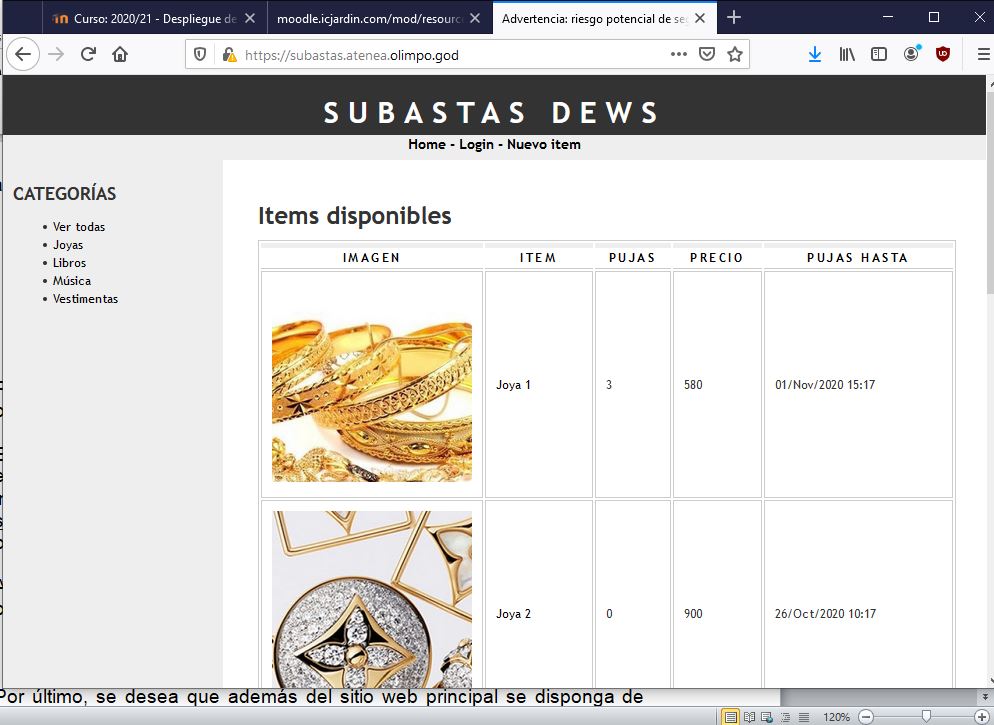 Curso: 2020/21 - Despliegue de
moodle.icjardin.com/mod/resourc
Advertencia: riesgo potencial de seg
https://subastas.atenea.olimpo.god
SUBASTAS DEWS
Home - Login - Nuevo item
CATEGORÍAS
Ver todas
Joyas
Libros
Música
Vestimentas
Items disponibles
IMAGEN ITEM PUJAS PRECIO PUJAS HASTA
Joya 1 3 580 01/Nov/2020 15:17
Joya 2 0 900 26/Oct/2020 10:17
Por último, se desea que además del sitio web principal se disponga de
120%